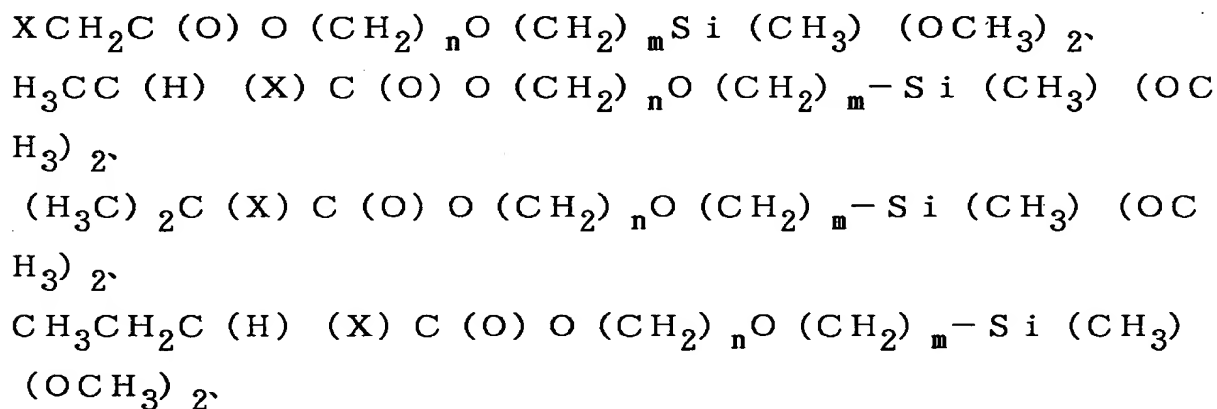 XCH₂C (O) O (CH₂) ₙO (CH₂) ₘSi (CH₃) (OCH₃) ₂、
H₃CC (H) (X) C (O) O (CH₂) ₙO (CH₂) ₘ−Si (CH₃) (OC
H₃) ₂、
(H₃C) ₂C (X) C (O) O (CH₂) ₙO (CH₂) ₘ−Si (CH₃) (OC
H₃) ₂、
CH₃CH₂C (H) (X) C (O) O (CH₂) ₙO (CH₂) ₘ−Si (CH₃)
(OCH₃) ₂、